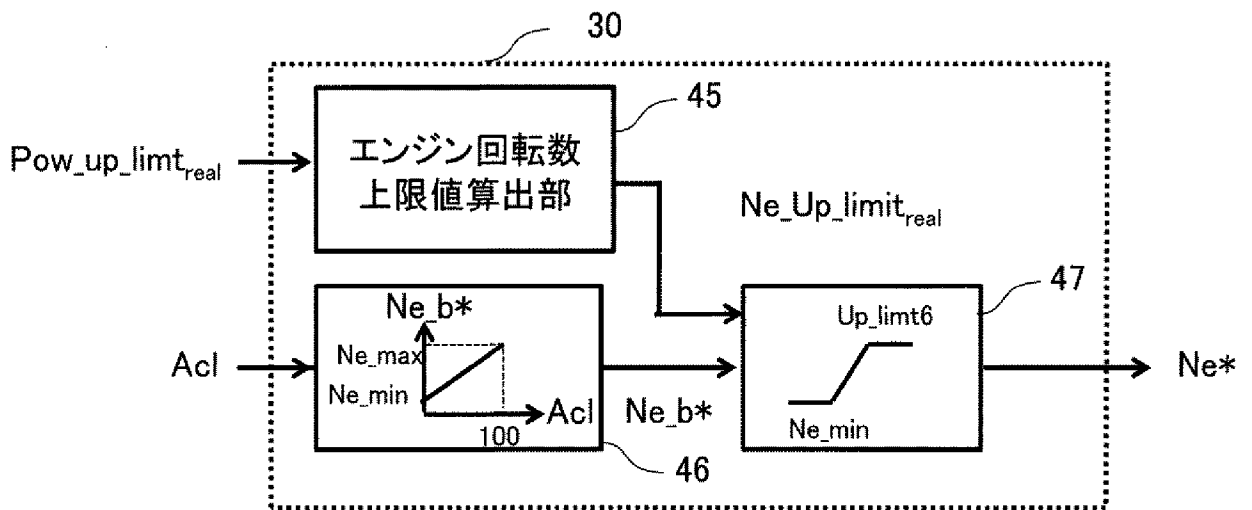 30
45
エンジン回転数
上限値算出部
Pow_up_limt_real
Ne_Up_limit_real
47
Ne_b*
Up_limt6
Ne_max
Acl
Ne*
Ne_min
Acl
Ne_b*
Ne_min
100
46